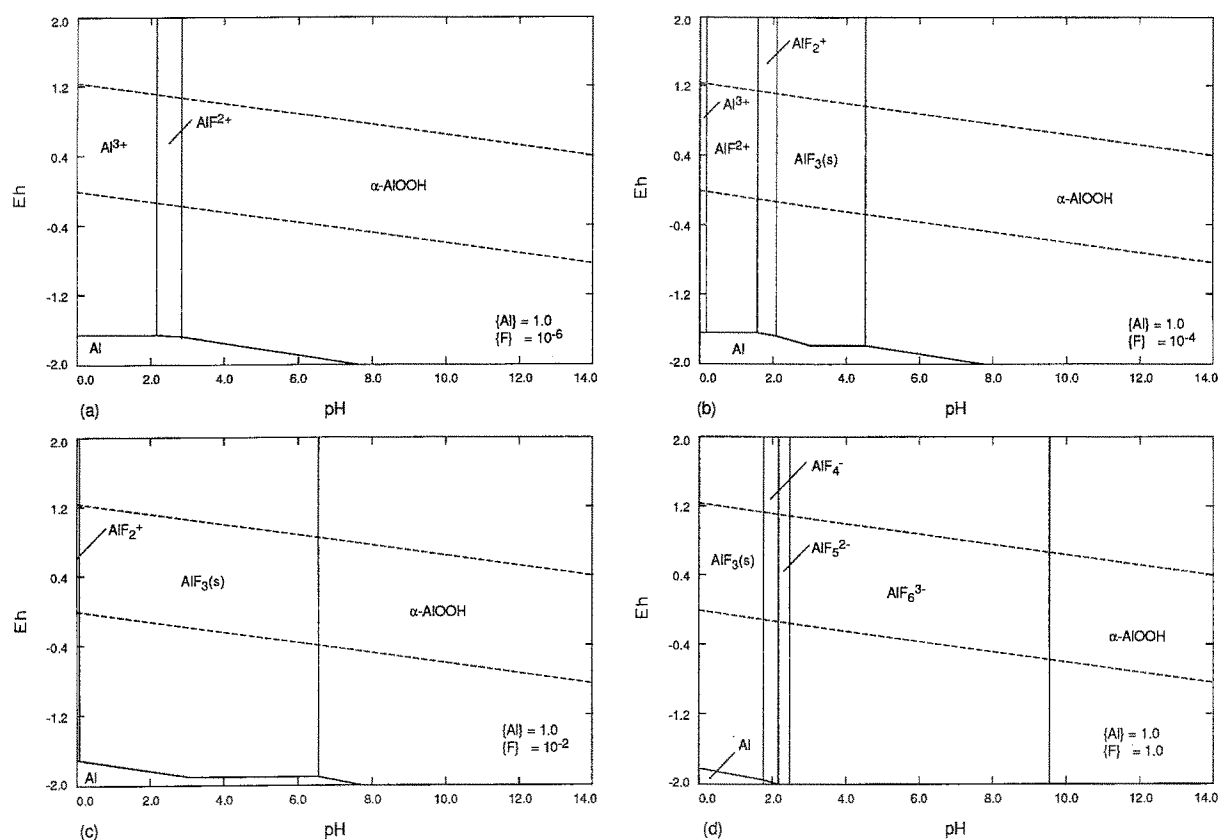 2.0
1.2
0.4
-0.4
-1.2
-2.0
Eh
Al³⁺
AlF²⁺
α-AlOOH
Al
{Al} = 1.0
{F} = 10⁻⁶
0.0 2.0 4.0 6.0 8.0 10.0 12.0 14.0
(a) pH
2.0
1.2
0.4
-0.4
-1.2
-2.0
Eh
AlF₂⁺
Al³⁺
AlF²⁺
AlF₃(s)
α-AlOOH
Al
{Al} = 1.0
{F} = 10⁻⁴
0.0 2.0 4.0 6.0 8.0 10.0 12.0 14.0
(b) pH
2.0
1.2
0.4
-0.4
-1.2
-2.0
Eh
AlF₂⁺
AlF₃(s)
α-AlOOH
Al
{Al} = 1.0
{F} = 10⁻²
0.0 2.0 4.0 6.0 8.0 10.0 12.0 14.0
(c) pH
2.0
1.2
0.4
-0.4
-1.2
-2.0
Eh
AlF₄⁻
AlF₅²⁻
AlF₃(s)
AlF₆³⁻
α-AlOOH
Al
{Al} = 1.0
{F} = 1.0
0.0 2.0 4.0 6.0 8.0 10.0 12.0 14.0
(d) pH